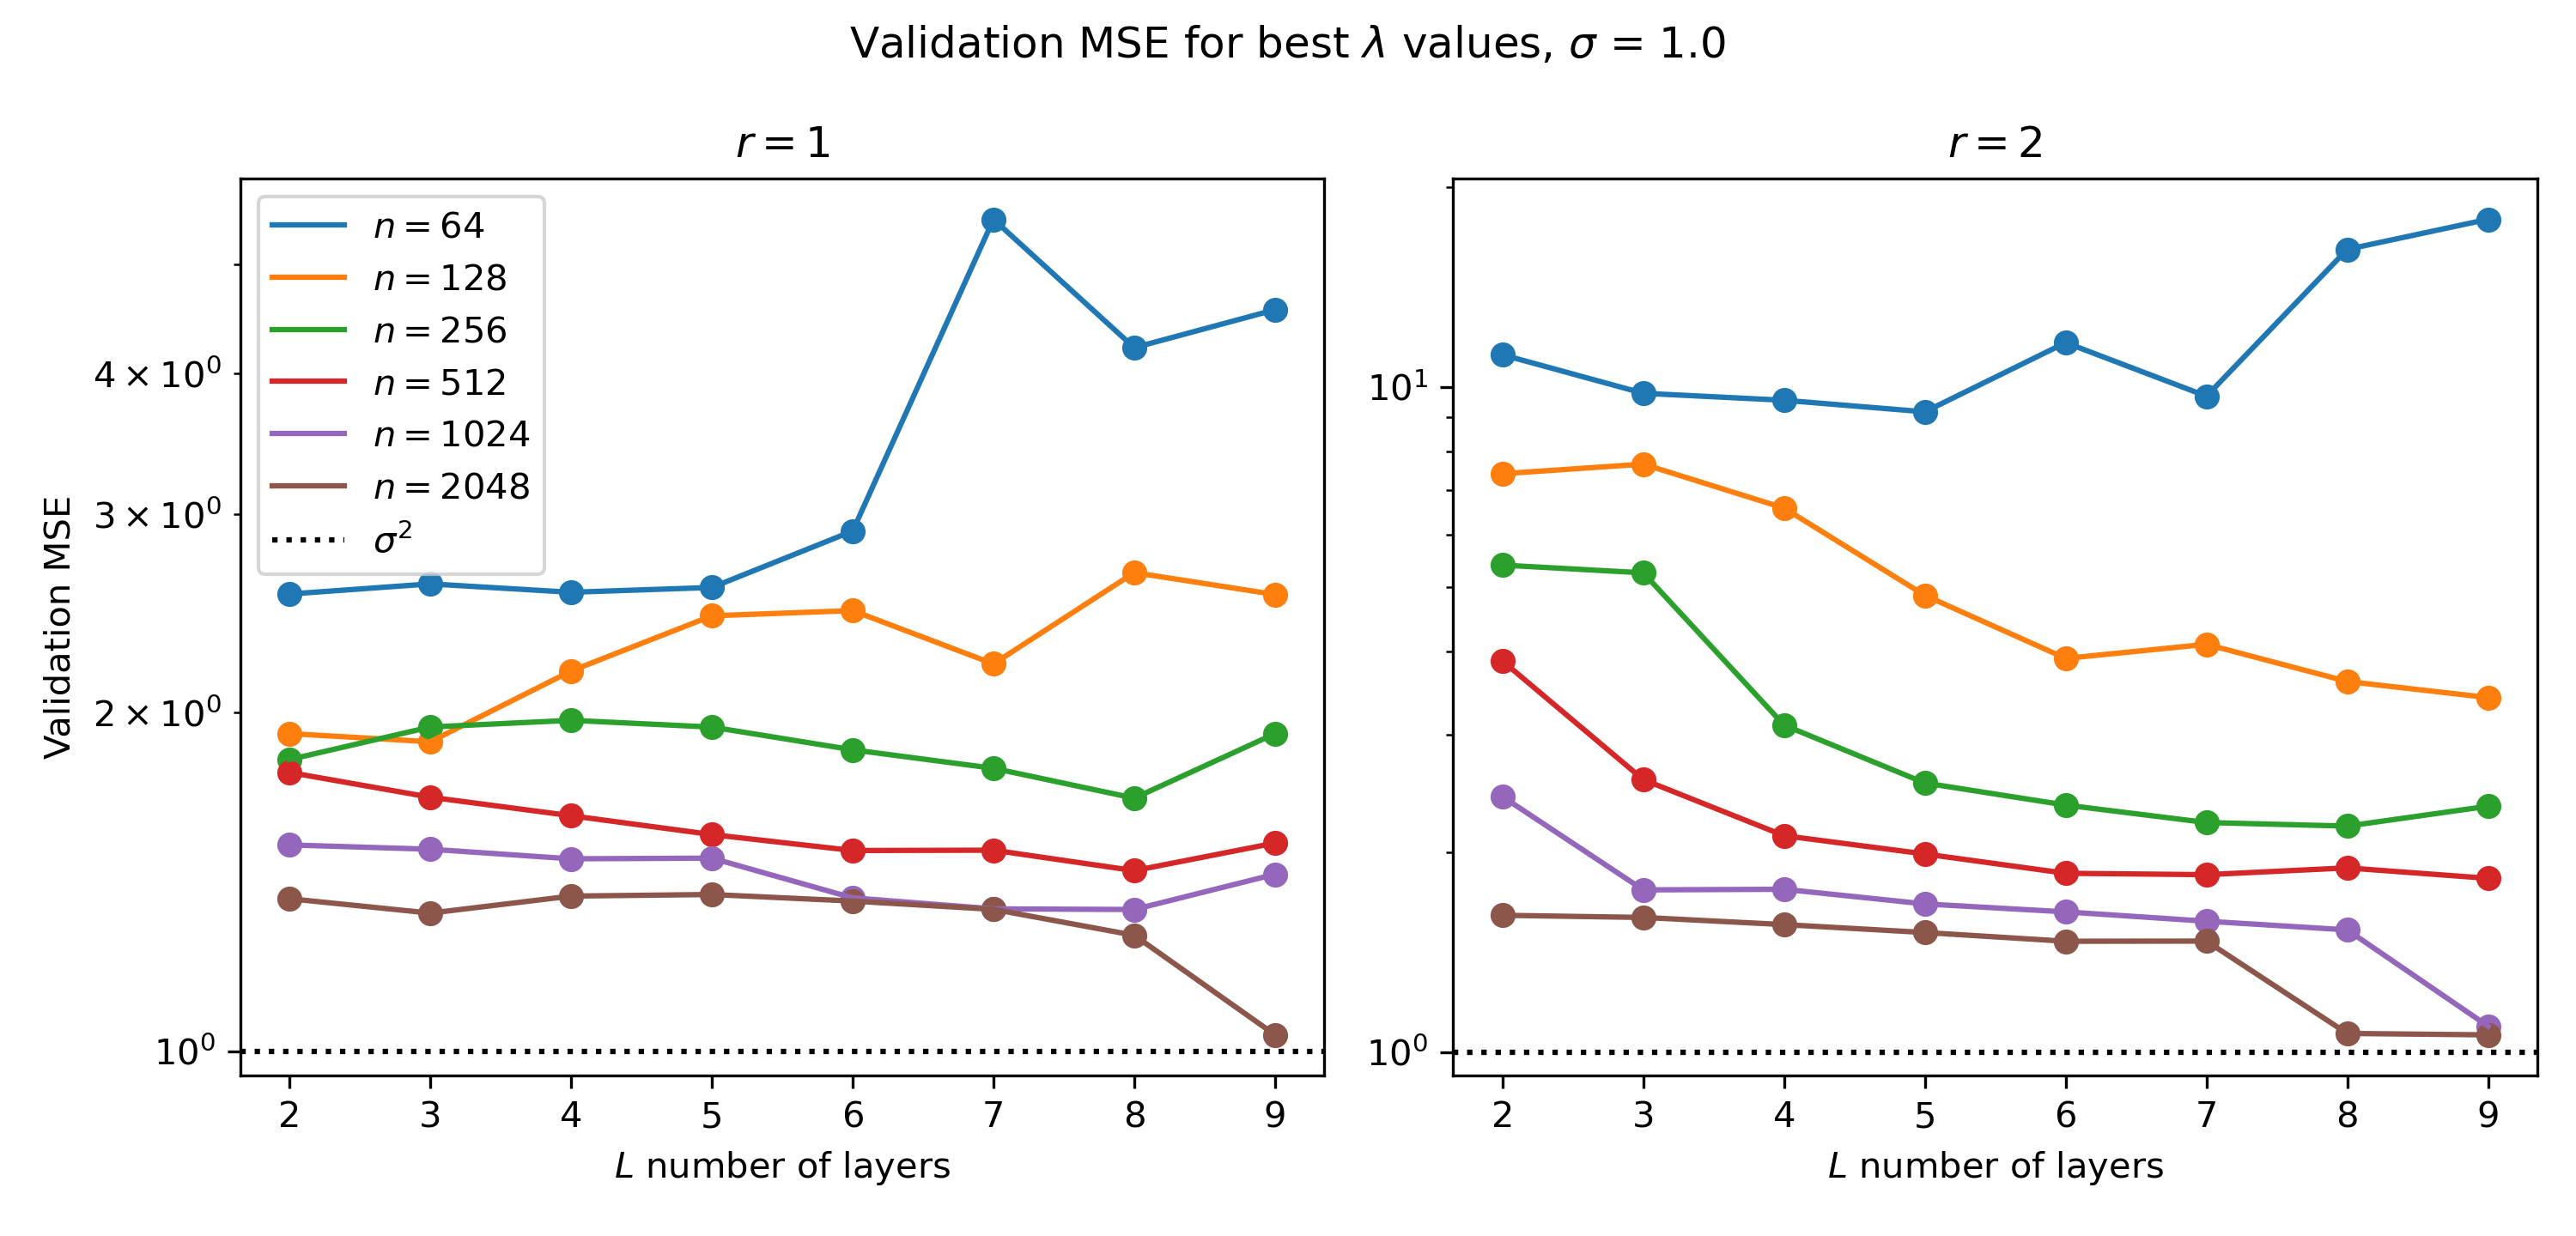 Validation MSE for best λ values, σ = 1.0
r = 1
n = 64
n = 128
n = 256
n = 512
n = 1024
n = 2048
σ²
Validation MSE
4 × 10⁰
3 × 10⁰
2 × 10⁰
10⁰
2 3 4 5 6 7 8 9
L number of layers
r = 2
10¹
10⁰
2 3 4 5 6 7 8 9
L number of layers